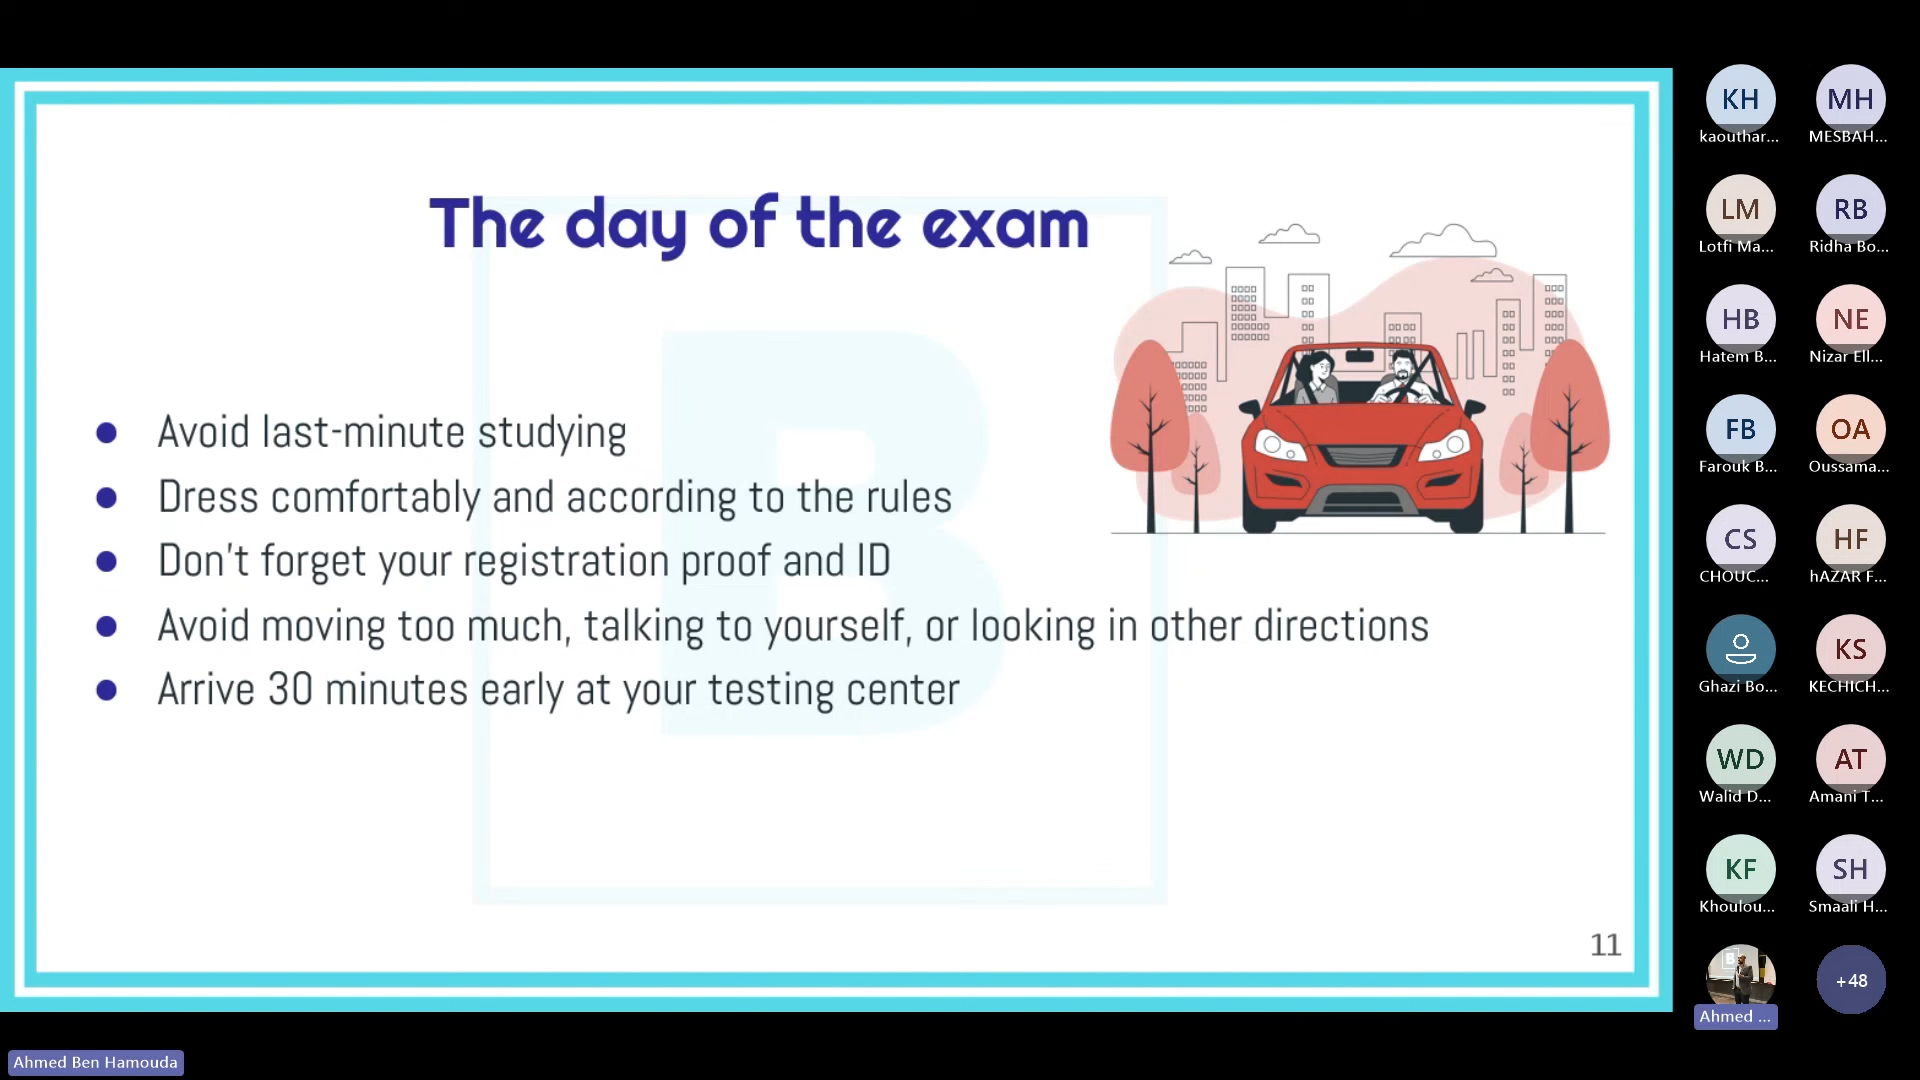 The day of the exam
Avoid last-minute studying
Dress comfortably and according to the rules
Don't forget your registration proof and ID
Avoid moving too much, talking to yourself, or looking in other directions
Arrive 30 minutes early at your testing center
B
11
KH
kaouthar...
MH
MESBAH...
LM
Lotfi Ma...
RB
Ridha Bo...
HB
Hatem B...
NE
Nizar Ell...
FB
Farouk B...
OA
Oussama...
CS
CHOUC...
HF
hAZAR F...
Ghazi Bo...
KS
KECHICH...
WD
Walid D...
AT
Amani T...
KF
Khoulou...
SH
Smaali H...
B
Ahmed ...
+48
Ahmed Ben Hamouda